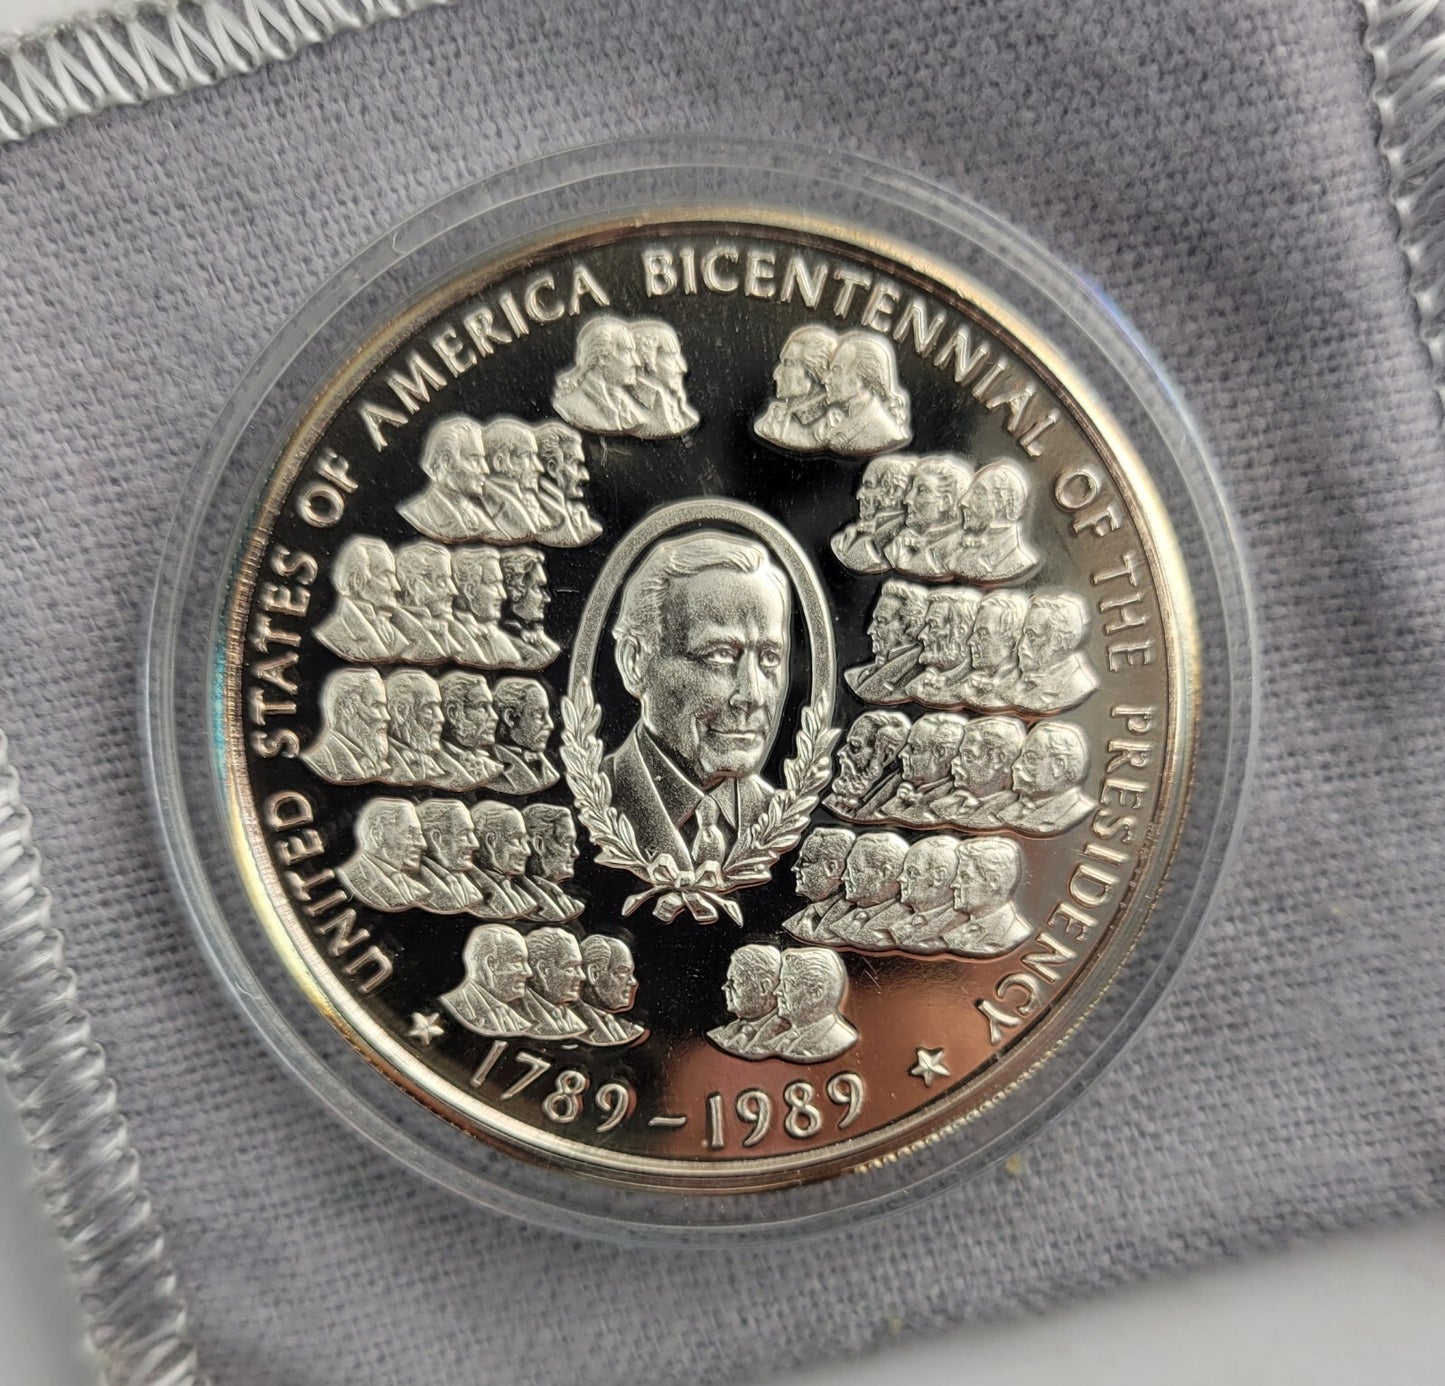 UNITED STATES OF AMERICA BICENTENNIAL OF THE PRESIDENCY
1789-1989